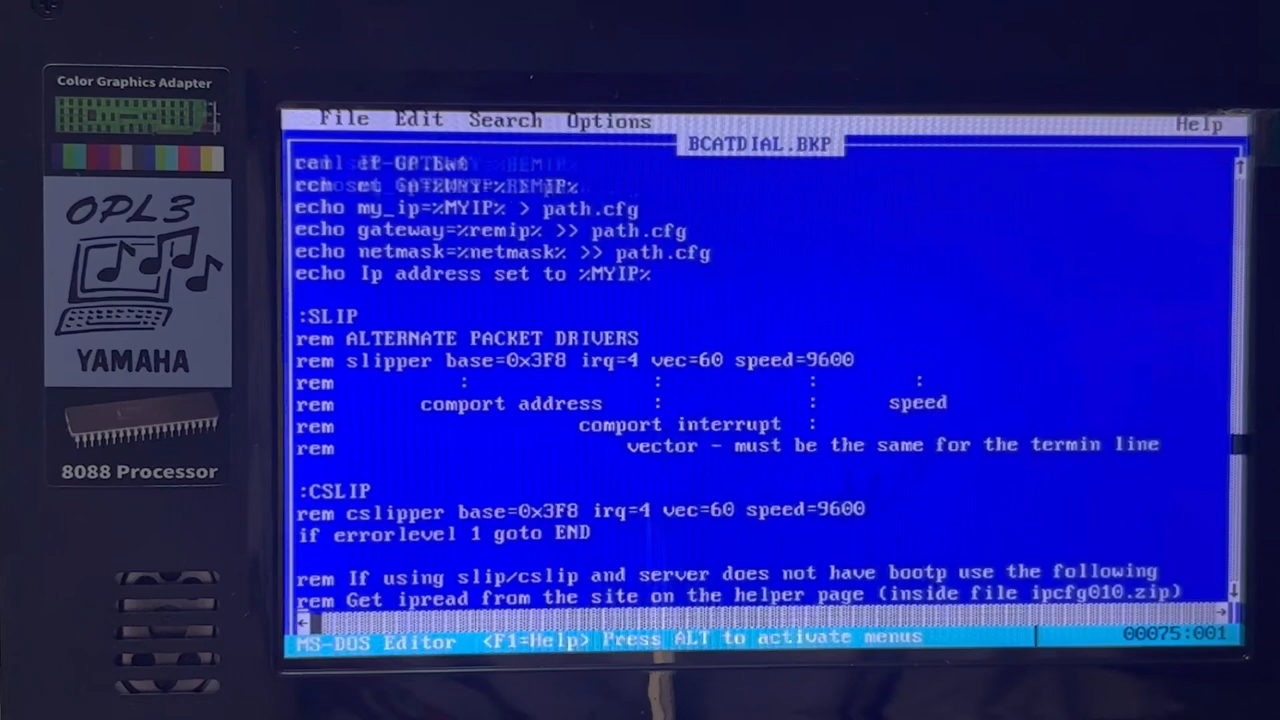 Color Graphics Adapter
OPL3
YAMAHA
8088 Processor
File Edit Search Options Help
BCATDIAL.BKP
echo my_ip=%MYIP% > path.cfg
echo gateway=%remip% >> path.cfg
echo netmask=%netmask% >> path.cfg
echo Ip address set to %MYIP%
:SLIP
rem ALTERNATE PACKET DRIVERS
rem slipper base=0x3F8 irq=4 vec=60 speed=9600
rem : : : :
rem comport address : : speed
rem comport interrupt :
rem vector - must be the same for the termin line
:CSLIP
rem cslipper base=0x3F8 irq=4 vec=60 speed=9600
if errorlevel 1 goto END
rem If using slip/cslip and server does not have bootp use the following
rem Get ipread from the site on the helper page (inside file ipcfg010.zip)
MS-DOS Editor <F1=Help> Press ALT to activate menus 00075:001